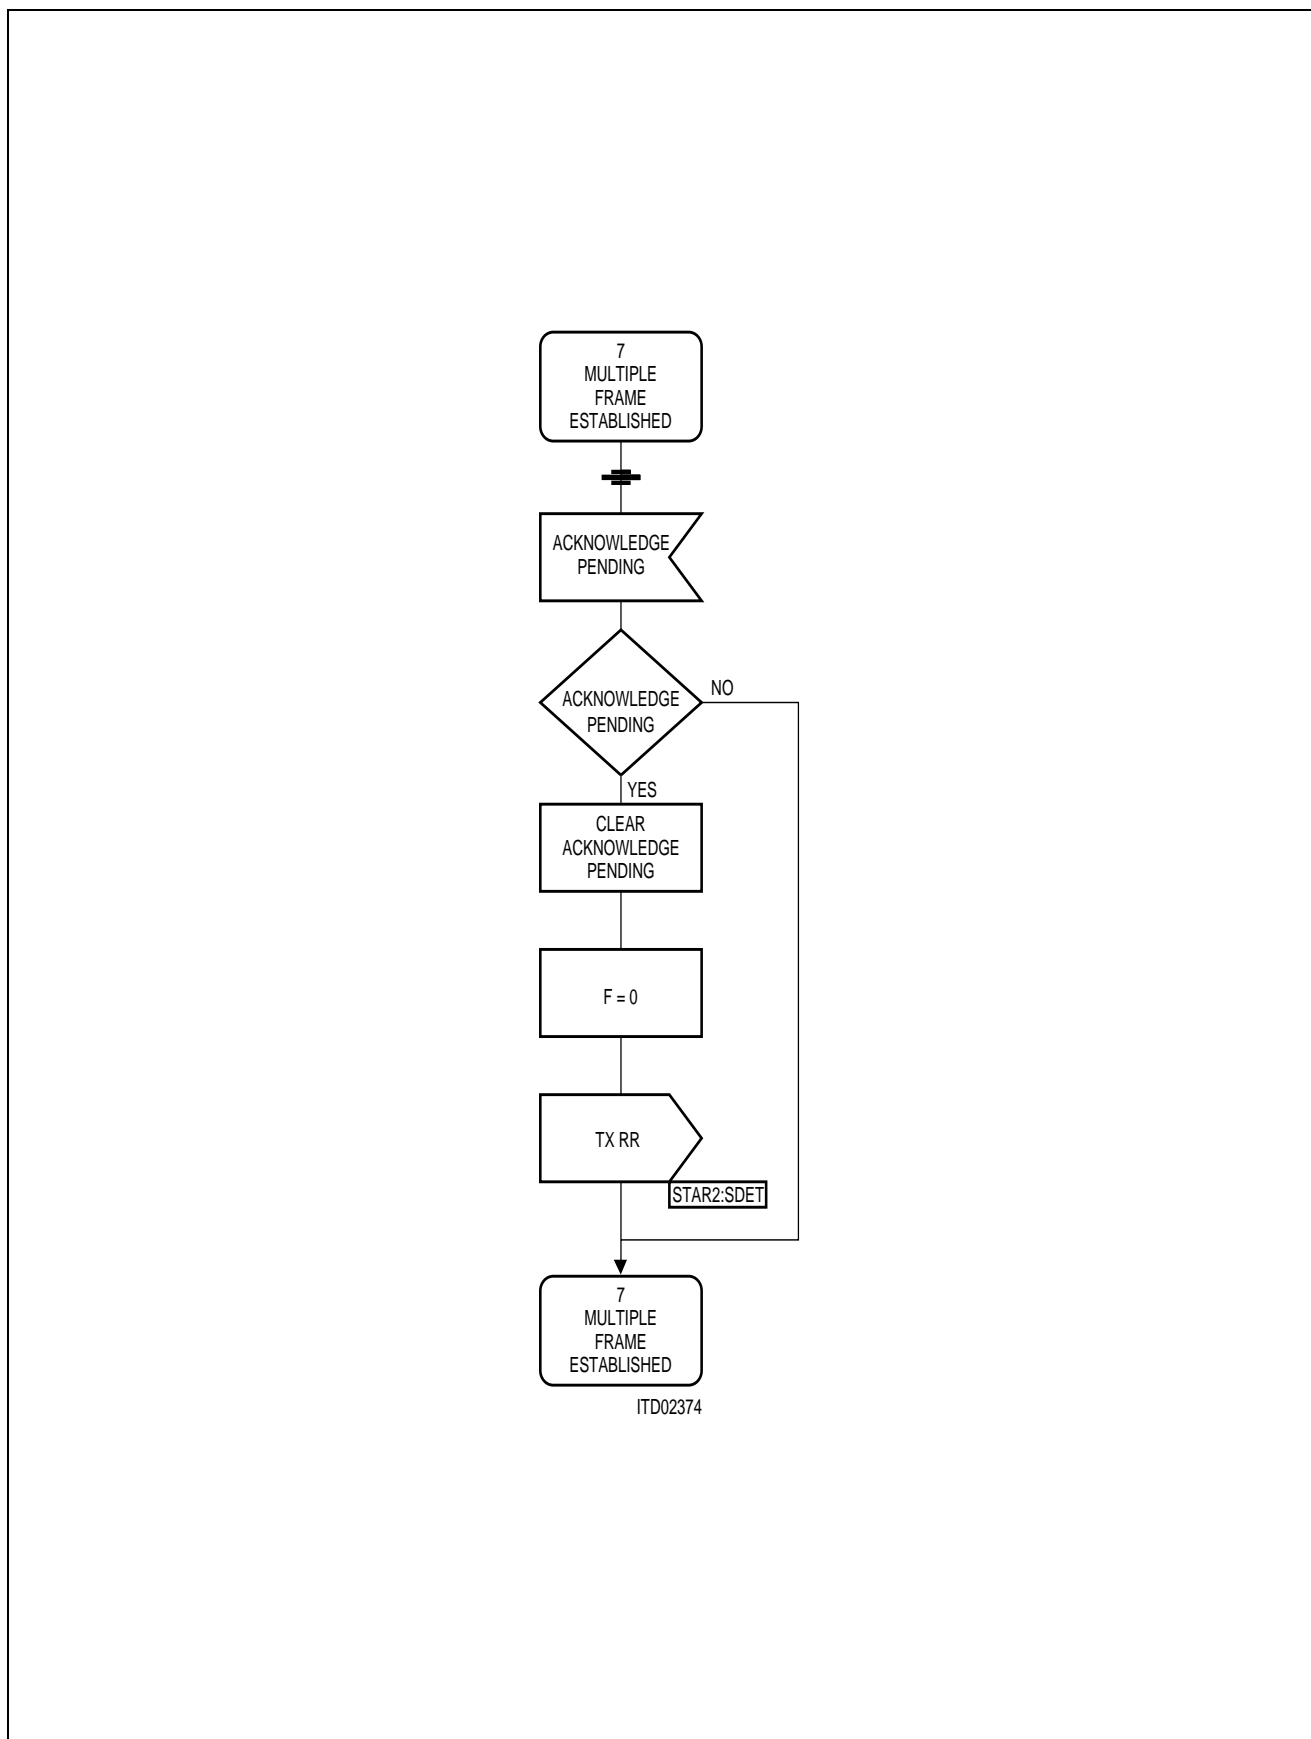 7
MULTIPLE
FRAME
ESTABLISHED
ACKNOWLEDGE
PENDING
ACKNOWLEDGE
PENDING
NO
YES
CLEAR
ACKNOWLEDGE
PENDING
F = 0
TX RR
STAR2:SDET
7
MULTIPLE
FRAME
ESTABLISHED
ITD02374